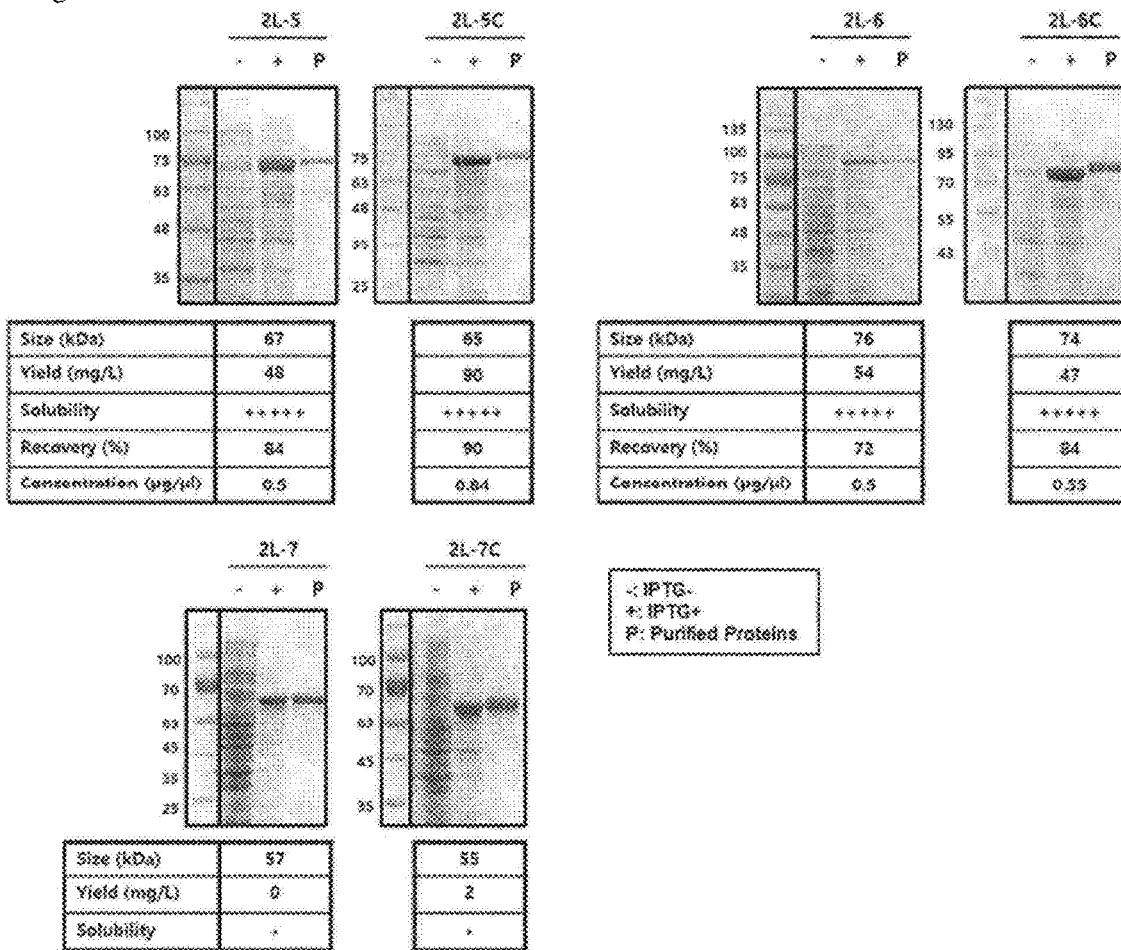 2L-5
- + P
100
75
63
48
35
2L-5C
- + P
75
63
48
35
25
Size (kDa) 67 65
Yield (mg/L) 48 90
Solubility +++++ +++++
Recovery (%) 84 90
Concentration (µg/µl) 0.5 0.84
2L-6
- + P
135
100
75
63
48
35
2L-6C
- + P
130
95
70
55
43
Size (kDa) 76 74
Yield (mg/L) 54 47
Solubility +++++ +++++
Recovery (%) 72 84
Concentration (µg/µl) 0.5 0.55
2L-7
- + P
100
70
63
45
35
25
2L-7C
- + P
100
70
63
45
35
Size (kDa) 57 55
Yield (mg/L) 0 2
Solubility
-: IPTG-
+: IPTG+
P: Purified Proteins